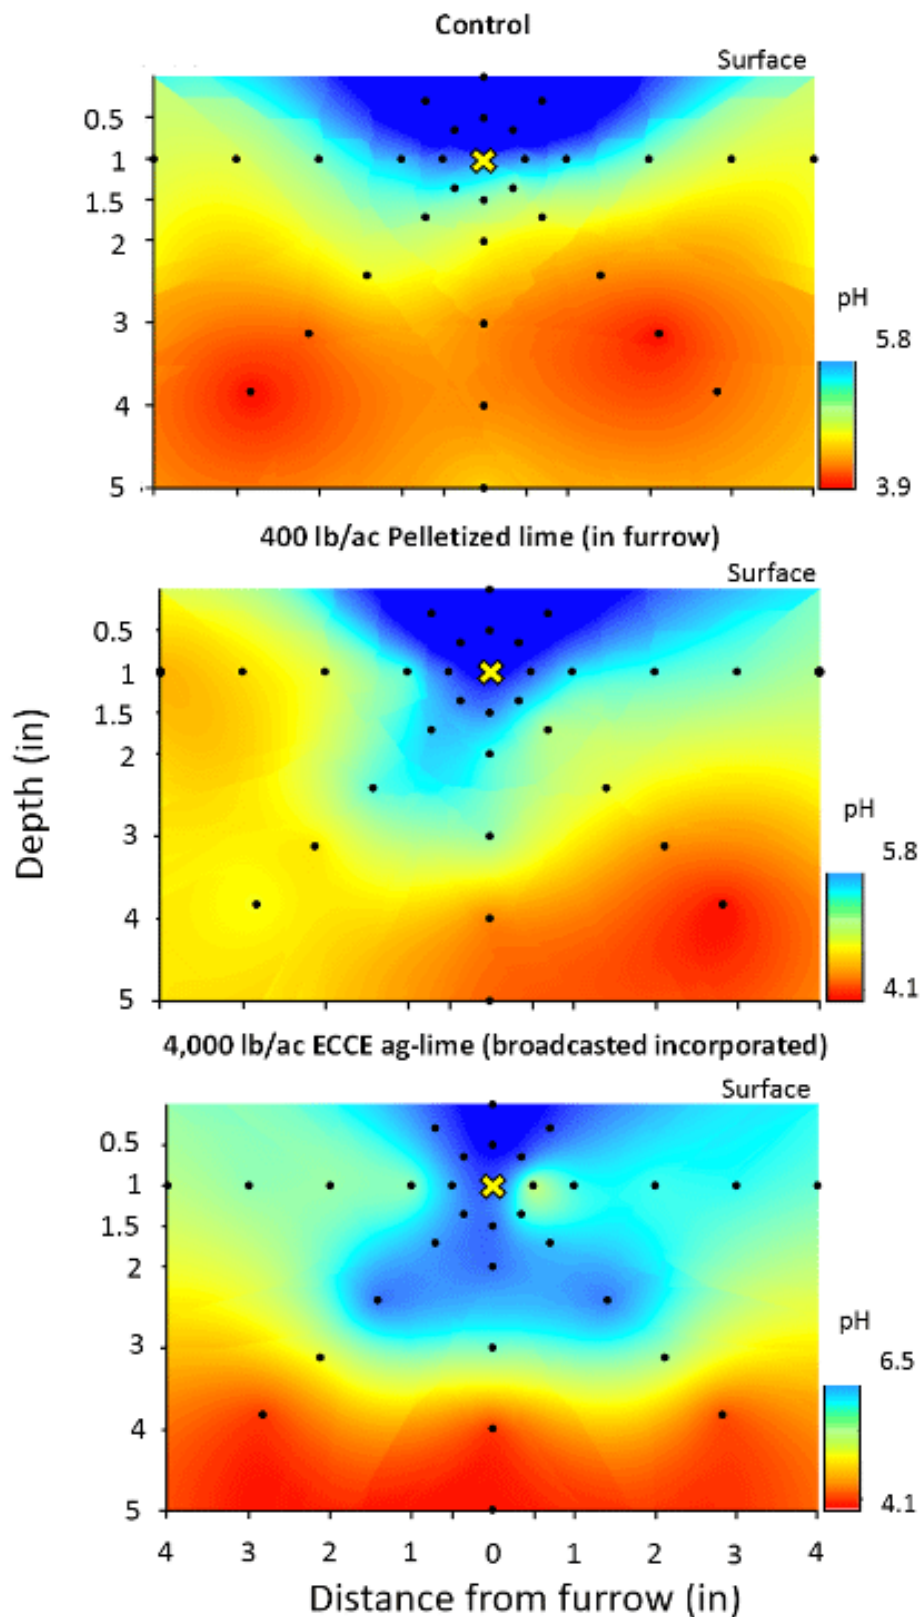 Control
Surface
0.5
1
1.5
2
3
4
5
pH
5.8
3.9
400 lb/ac Pelletized lime (in furrow)
Surface
0.5
1
1.5
2
3
4
5
pH
5.8
4.1
Depth (in)
4,000 lb/ac ECCE ag-lime (broadcasted incorporated)
Surface
0.5
1
1.5
2
3
4
5
pH
6.5
4.1
4 3 2 1 0 1 2 3 4
Distance from furrow (in)